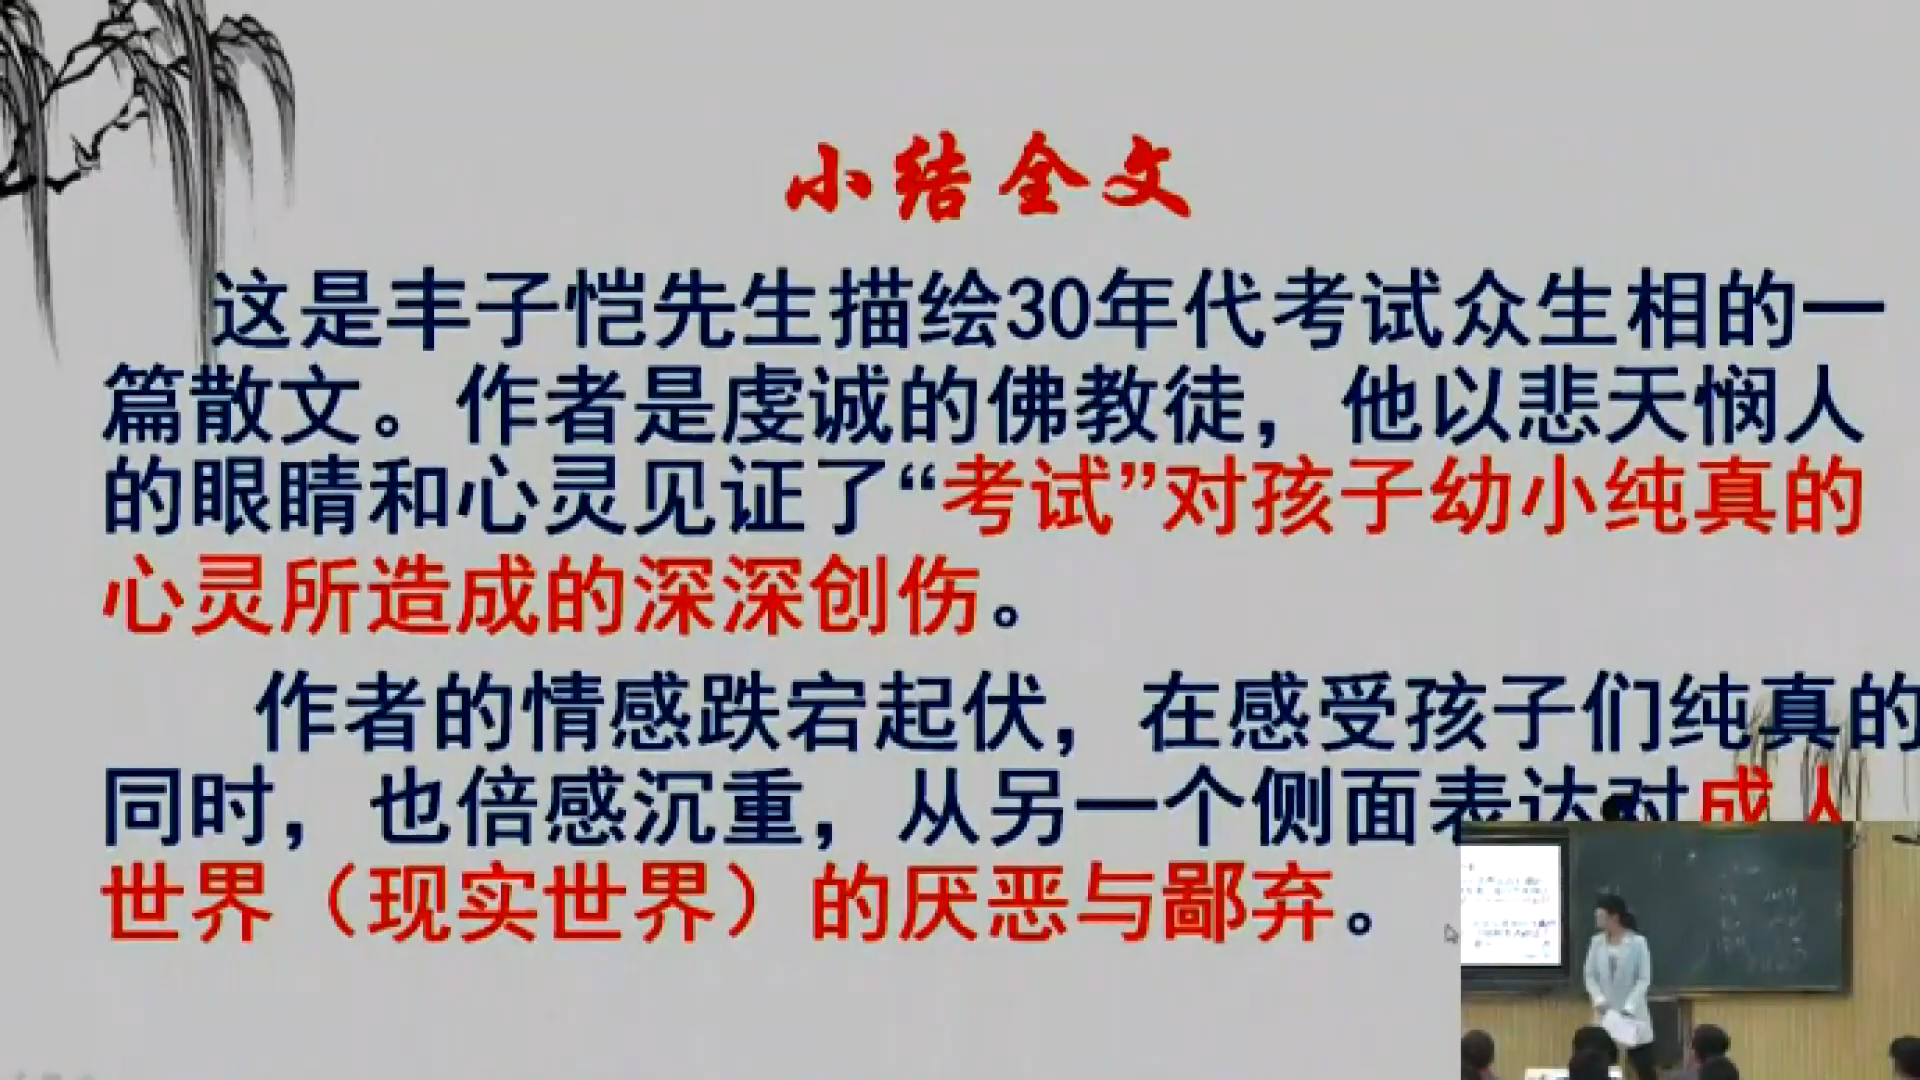 小结全文
这是丰子恺先生描绘30年代考试众生相的一
篇散文。作者是虔诚的佛教徒，他以悲天悯人
的眼睛和心灵见证了“考试”对孩子幼小纯真的
心灵所造成的深深创伤。
作者的情感跌宕起伏，在感受孩子们纯真的
同时，也倍感沉重，从另一个侧面表达对成人
世界（现实世界）的厌恶与鄙弃。